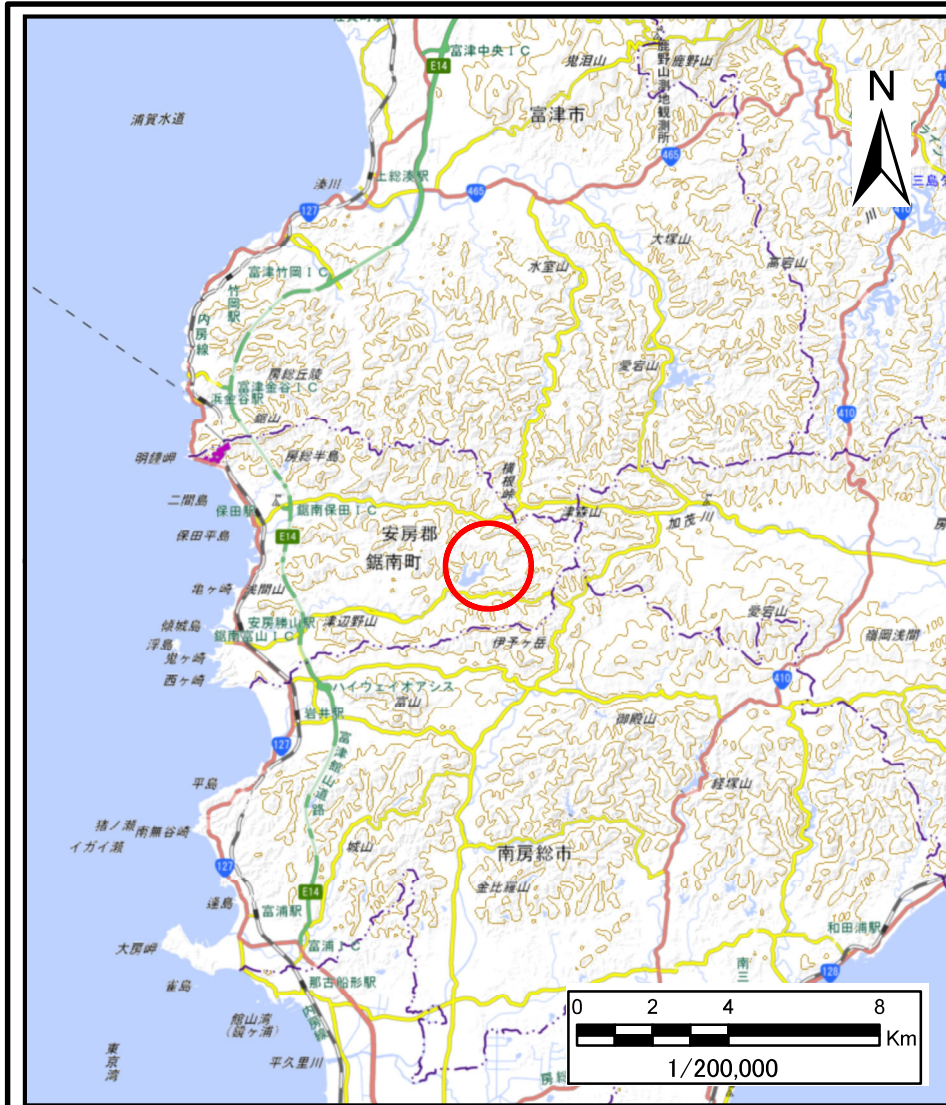 富津中央IC
E14
鬼泪山
鹿野山
鹿野山測地観測所
富津市
465
N
浦賀水道
上総湊駅
湊川
465
127
410
大塚山
高宕山
水室山
富津竹岡IC
竹岡駅
内房線
愛宕山
房総丘陵
富津金谷IC
浜金谷駅
鋸山
410
明鐘岬
房総半島
横根峠
二間島
保田駅
鋸南保田IC
津森山
加茂川
保田平島
E14
安房郡
鋸南町
亀ヶ崎
浅間山
傾城島
安房勝山駅
津辺野山
愛宕山
浮島
鋸南富山IC
伊予ヶ岳
嶺岡浅間
鬼ヶ崎
西ヶ崎
ハイウェイオアシス
410
富山
岩井駅
御殿山
127
富津館山道路
平島
経塚山
猪ノ瀬
南無谷崎
イガイ瀬
城山
南房総市
127
金比羅山
E14
逢島
富浦駅
和田浦駅
大房岬
富浦IC
南三
128
那古船形駅
雀島
内房線
館山湾
(鏡ヶ浦)
平久里川
東京湾
0 2 4 8
Km
1/200,000